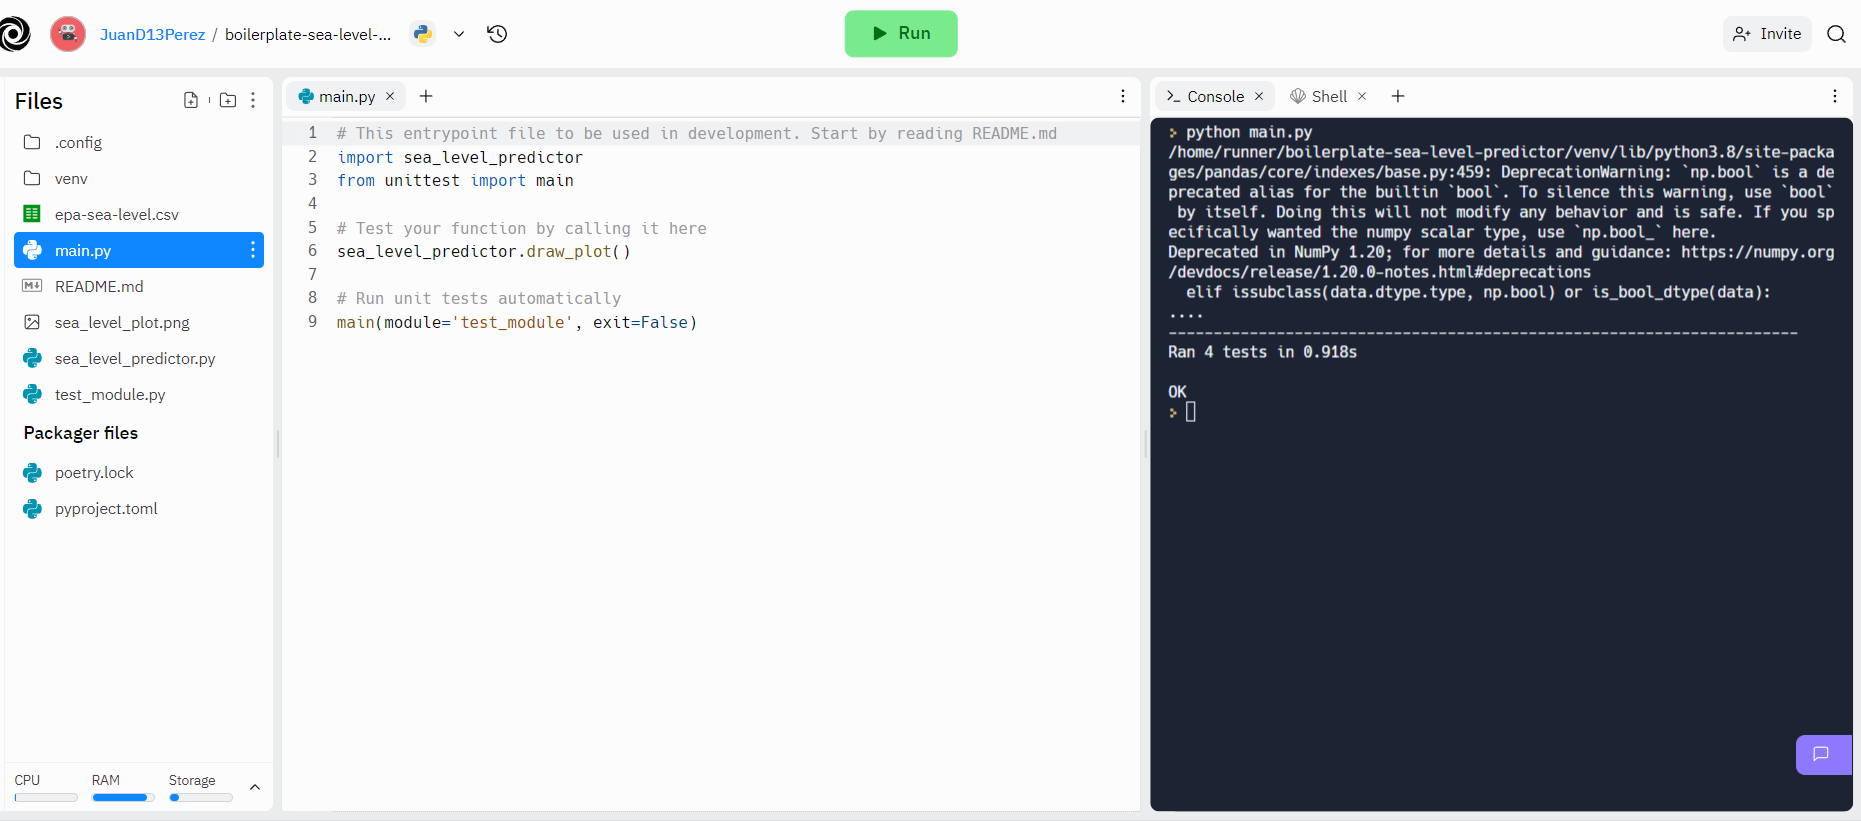 JuanD13Perez / boilerplate-sea-level-...
Run
Invite
Files
.config
venv
epa-sea-level.csv
main.py
README.md
sea_level_plot.png
sea_level_predictor.py
test_module.py
Packager files
poetry.lock
pyproject.toml
CPU RAM Storage
main.py
1 # This entrypoint file to be used in development. Start by reading README.md
2 import sea_level_predictor
3 from unittest import main
4
5 # Test your function by calling it here
6 sea_level_predictor.draw_plot()
7
8 # Run unit tests automatically
9 main(module='test_module', exit=False)
Console Shell
python main.py
/home/runner/boilerplate-sea-level-predictor/venv/lib/python3.8/site-packa
ges/pandas/core/indexes/base.py:459: DeprecationWarning: `np.bool` is a de
precated alias for the builtin `bool`. To silence this warning, use `bool`
by itself. Doing this will not modify any behavior and is safe. If you sp
ecifically wanted the numpy scalar type, use `np.bool_` here.
Deprecated in NumPy 1.20; for more details and guidance: https://numpy.org
/devdocs/release/1.20.0-notes.html#deprecations
elif issubclass(data.dtype.type, np.bool) or is_bool_dtype(data):
....
----------------------------------------------------------------------
Ran 4 tests in 0.918s
OK